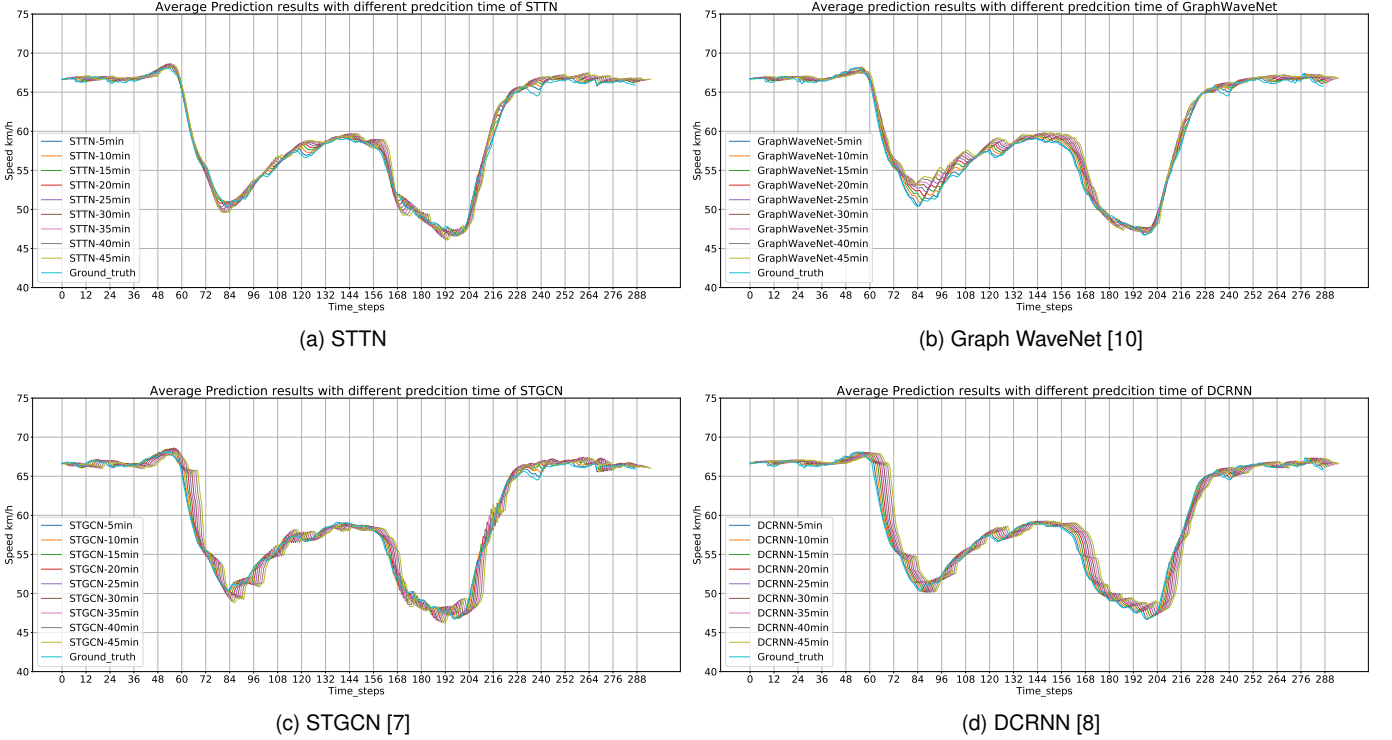 Average Prediction results with different predcition time of STTN
75
70
65
60
55
50
45
40
Speed km/h
STTN-5min
STTN-10min
STTN-15min
STTN-20min
STTN-25min
STTN-30min
STTN-35min
STTN-40min
STTN-45min
Ground_truth
0 12 24 36 48 60 72 84 96 108 120 132 144 156 168 180 192 204 216 228 240 252 264 276 288
Time_steps
(a) STTN
Average prediction results with different predcition time of GraphWaveNet
75
70
65
60
55
50
45
40
Speed km/h
GraphWaveNet-5min
GraphWaveNet-10min
GraphWaveNet-15min
GraphWaveNet-20min
GraphWaveNet-25min
GraphWaveNet-30min
GraphWaveNet-35min
GraphWaveNet-40min
GraphWaveNet-45min
Ground_truth
0 12 24 36 48 60 72 84 96 108 120 132 144 156 168 180 192 204 216 228 240 252 264 276 288
Time_steps
(b) Graph WaveNet [10]
Average Prediction results with different predcition time of STGCN
75
70
65
60
55
50
45
40
Speed km/h
STGCN-5min
STGCN-10min
STGCN-15min
STGCN-20min
STGCN-25min
STGCN-30min
STGCN-35min
STGCN-40min
STGCN-45min
Ground_truth
0 12 24 36 48 60 72 84 96 108 120 132 144 156 168 180 192 204 216 228 240 252 264 276 288
Time_steps
(c) STGCN [7]
Average Prediction results with different predcition time of DCRNN
75
70
65
60
55
50
45
40
Speed km/h
DCRNN-5min
DCRNN-10min
DCRNN-15min
DCRNN-20min
DCRNN-25min
DCRNN-30min
DCRNN-35min
DCRNN-40min
DCRNN-45min
Ground_truth
0 12 24 36 48 60 72 84 96 108 120 132 144 156 168 180 192 204 216 228 240 252 264 276 288
Time_steps
(d) DCRNN [8]